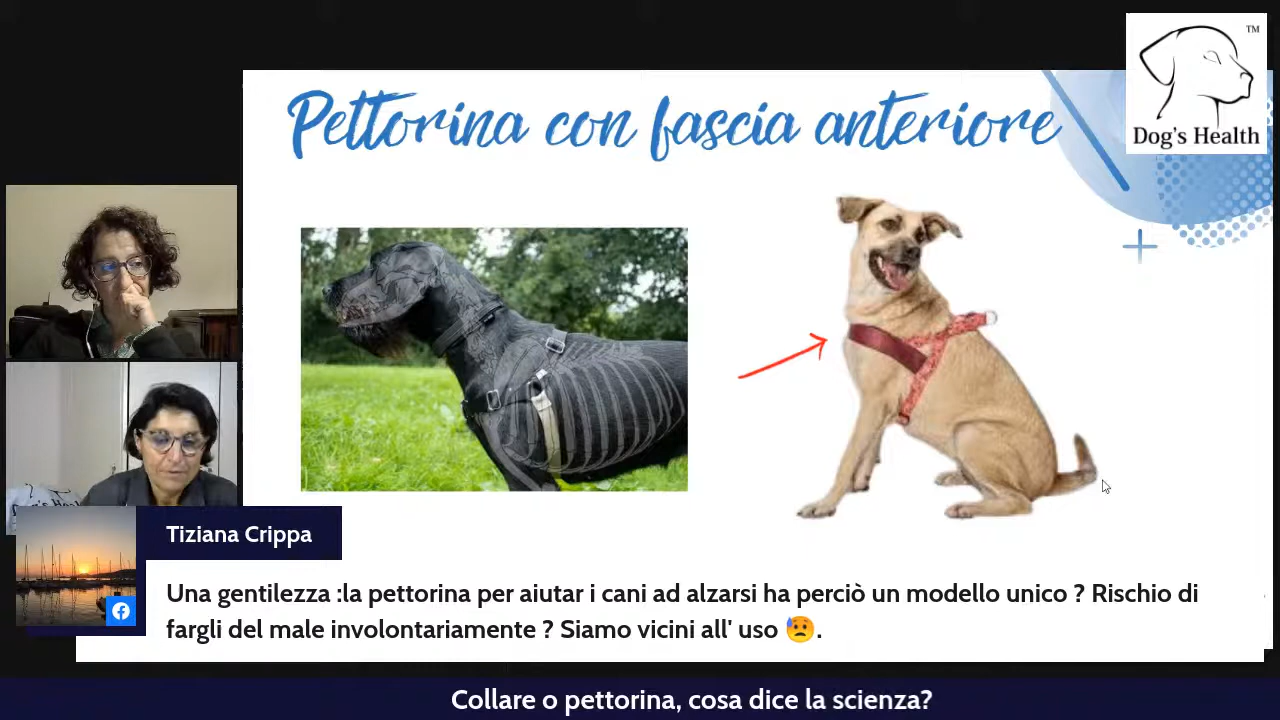 Pettorina con fascia anteriore
TM
Dog's Health
Tiziana Crippa
Una gentilezza :la pettorina per aiutar i cani ad alzarsi ha perciò un modello unico ? Rischio di
fargli del male involontariamente ? Siamo vicini all' uso 😥.
Collare o pettorina, cosa dice la scienza?